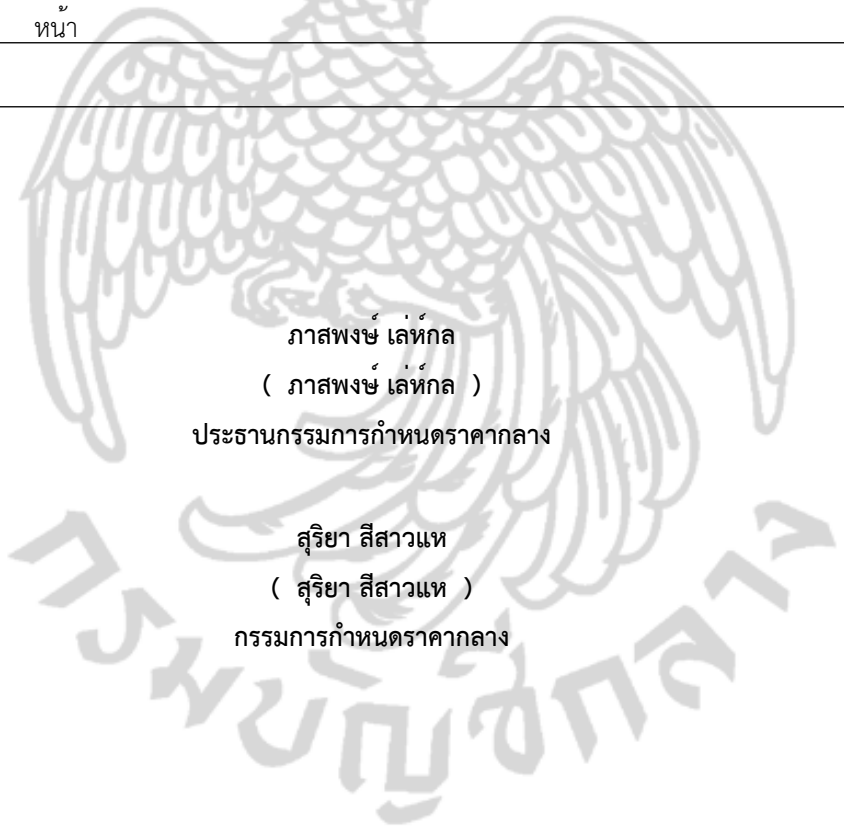 หน้า
ภาสพงษ์ เล่ห์กล
( ภาสพงษ์ เล่ห์กล )
ประธานกรรมการกำหนดราคากลาง
สุริยา สีสาวแห
( สุริยา สีสาวแห )
กรรมการกำหนดราคากลาง
กรมบัญชีกลาง